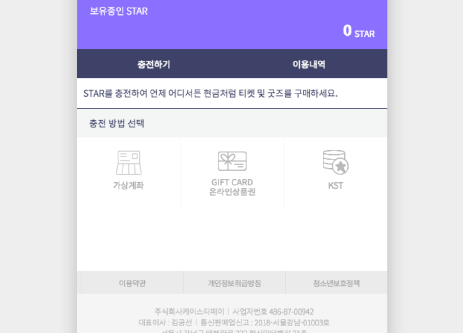 보유중인 STAR
0 STAR
충전하기
이용내역
STAR를 충전하여 언제 어디서든 현금처럼 티켓 및 굿즈를 구매하세요.
충전 방법 선택
가상계좌
GIFT CARD
온라인상품권
KST
이용약관
개인정보취급방침
청소년보호정책
주식회사케이스타페이 | 사업자번호 486-87-00942
대표이사 : 김공선 | 통신판매업신고 : 2018-서울강남-01003호